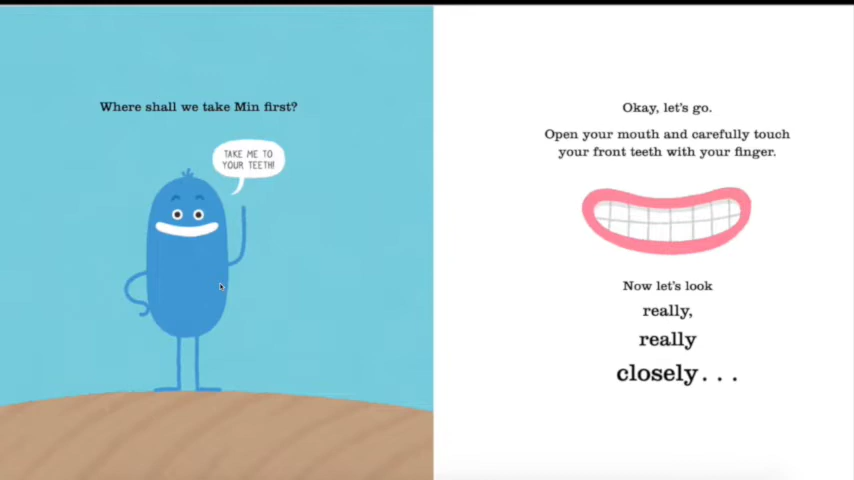 Where shall we take Min first?
TAKE ME TO
YOUR TEETH!
Okay, let's go.
Open your mouth and carefully touch
your front teeth with your finger.
Now let's look
really,
really
closely . . .